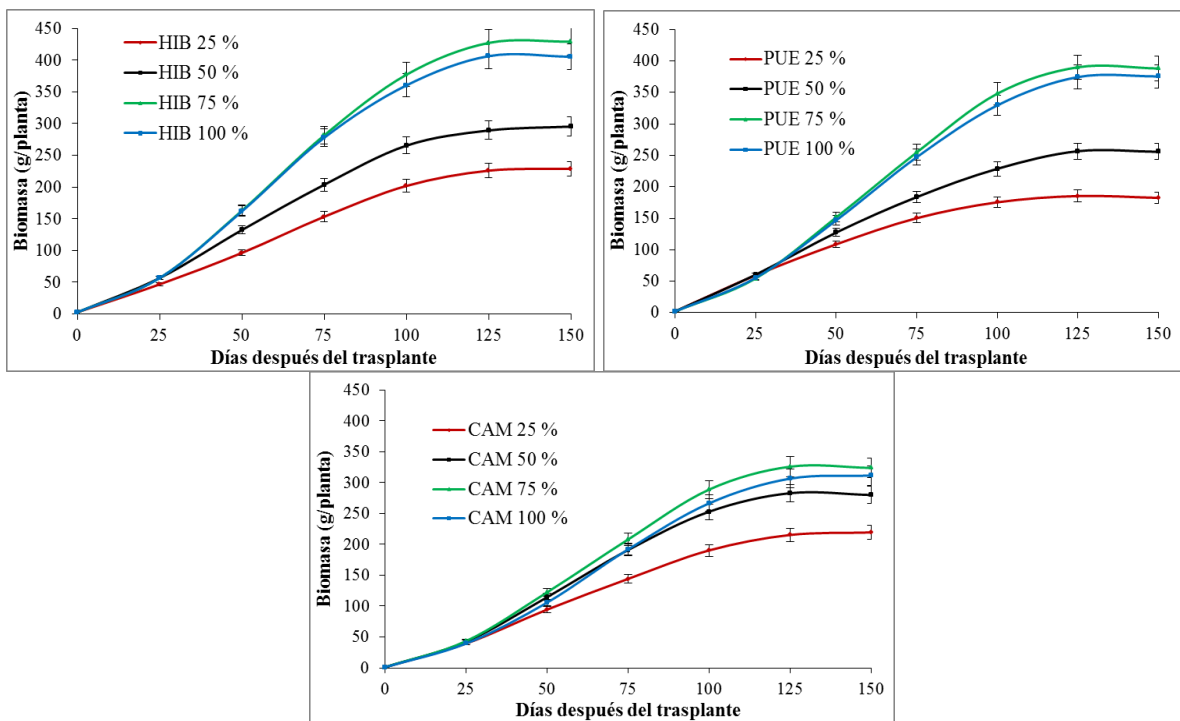 450
400
350
300
250
200
150
100
50
0
Biomasa (g/planta)
HIB 25 %
HIB 50 %
HIB 75 %
HIB 100 %
0 25 50 75 100 125 150
Días después del trasplante
450
400
350
300
250
200
150
100
50
0
Biomasa (g/planta)
PUE 25 %
PUE 50 %
PUE 75 %
PUE 100 %
0 25 50 75 100 125 150
Días después del trasplante
450
400
350
300
250
200
150
100
50
0
Biomasa (g/planta)
CAM 25 %
CAM 50 %
CAM 75 %
CAM 100 %
0 25 50 75 100 125 150
Días después del trasplante